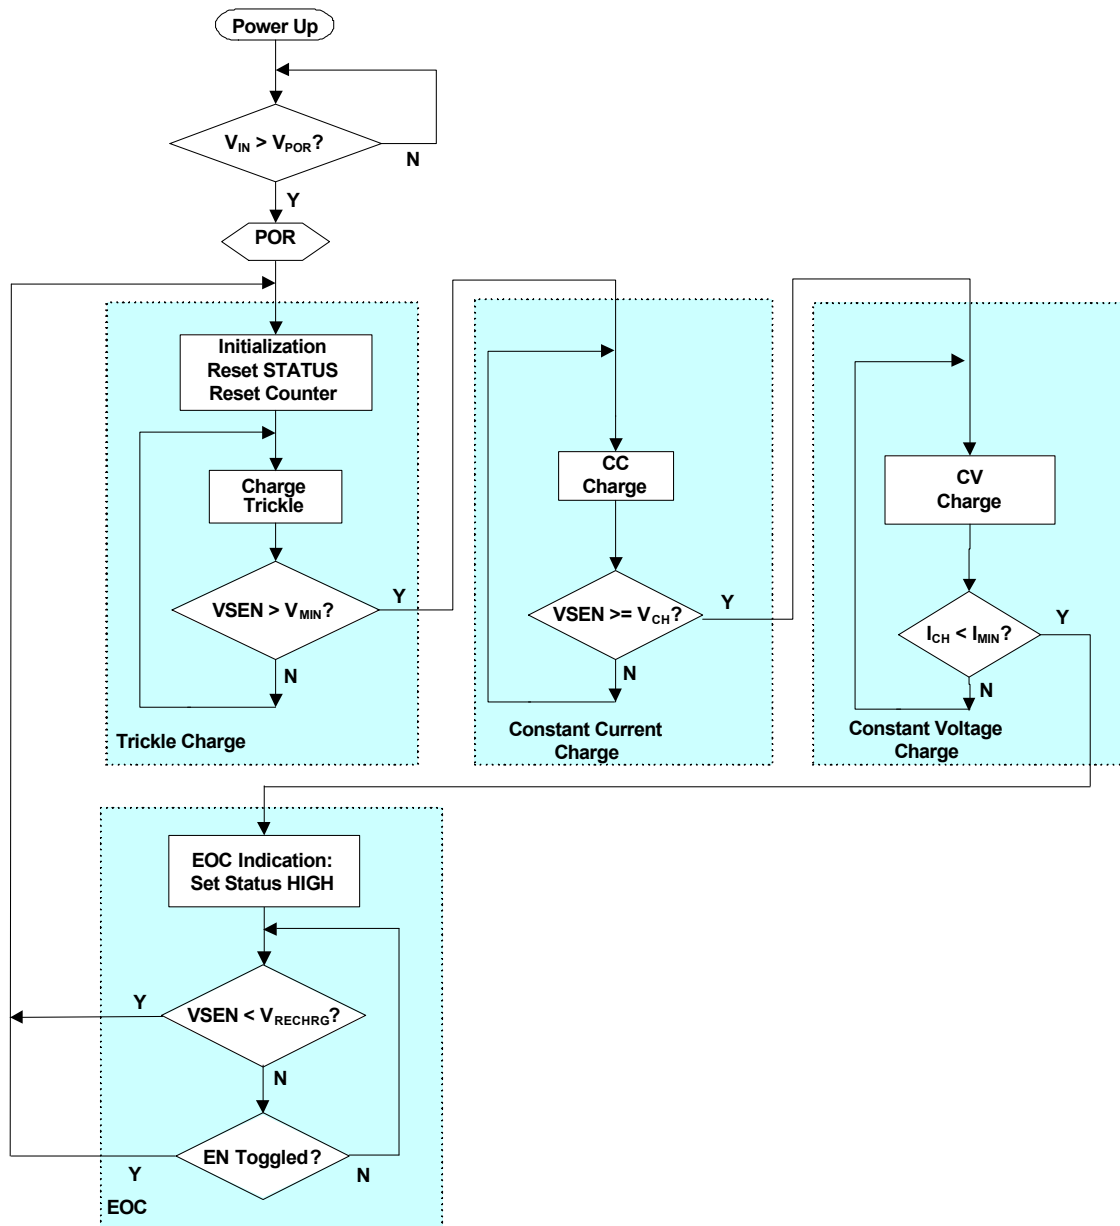 Power Up
V_IN > V_POR?
N
Y
POR
Initialization
Reset STATUS
Reset Counter
Charge
Trickle
VSEN > V_MIN?
Y
N
Trickle Charge
CC
Charge
VSEN >= V_CH?
Y
N
Constant Current
Charge
CV
Charge
I_CH < I_MIN?
Y
N
Constant Voltage
Charge
EOC Indication:
Set Status HIGH
VSEN < V_RECHRG?
Y
N
EN Toggled?
Y
N
EOC